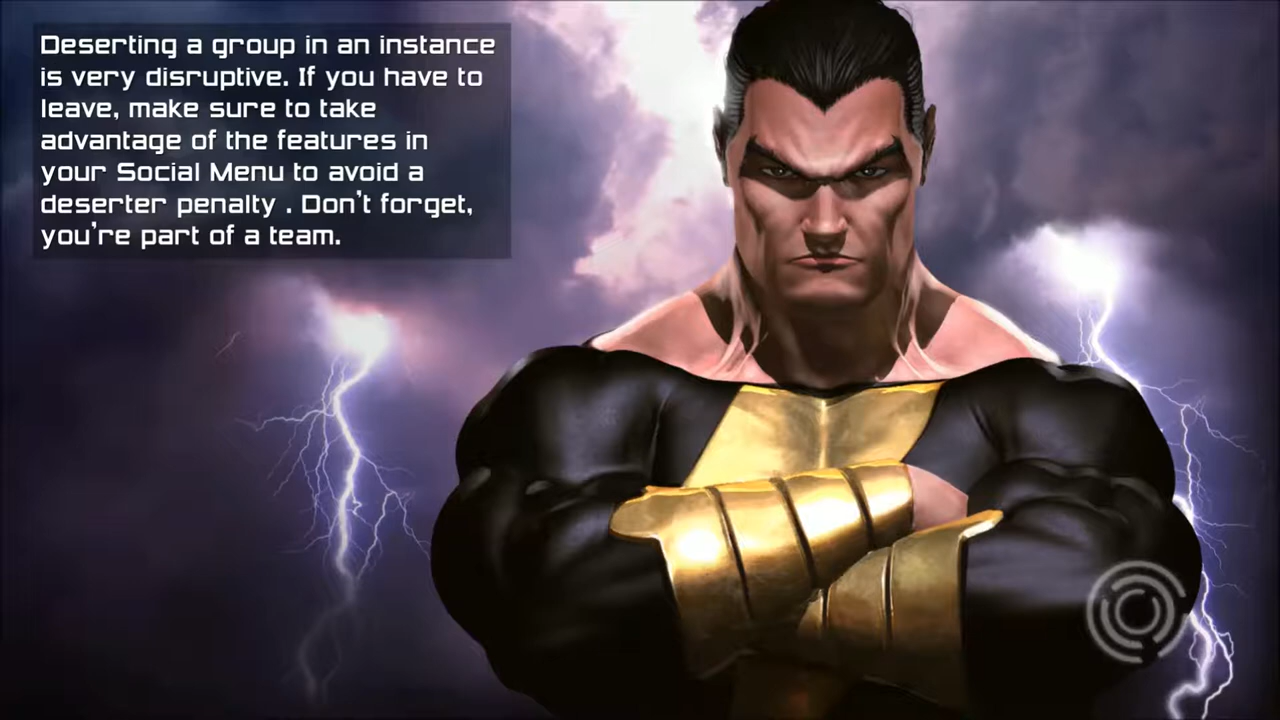 Deserting a group in an instance
is very disruptive. If you have to
leave, make sure to take
advantage of the features in
your Social Menu to avoid a
deserter penalty . Don't forget,
you're part of a team.